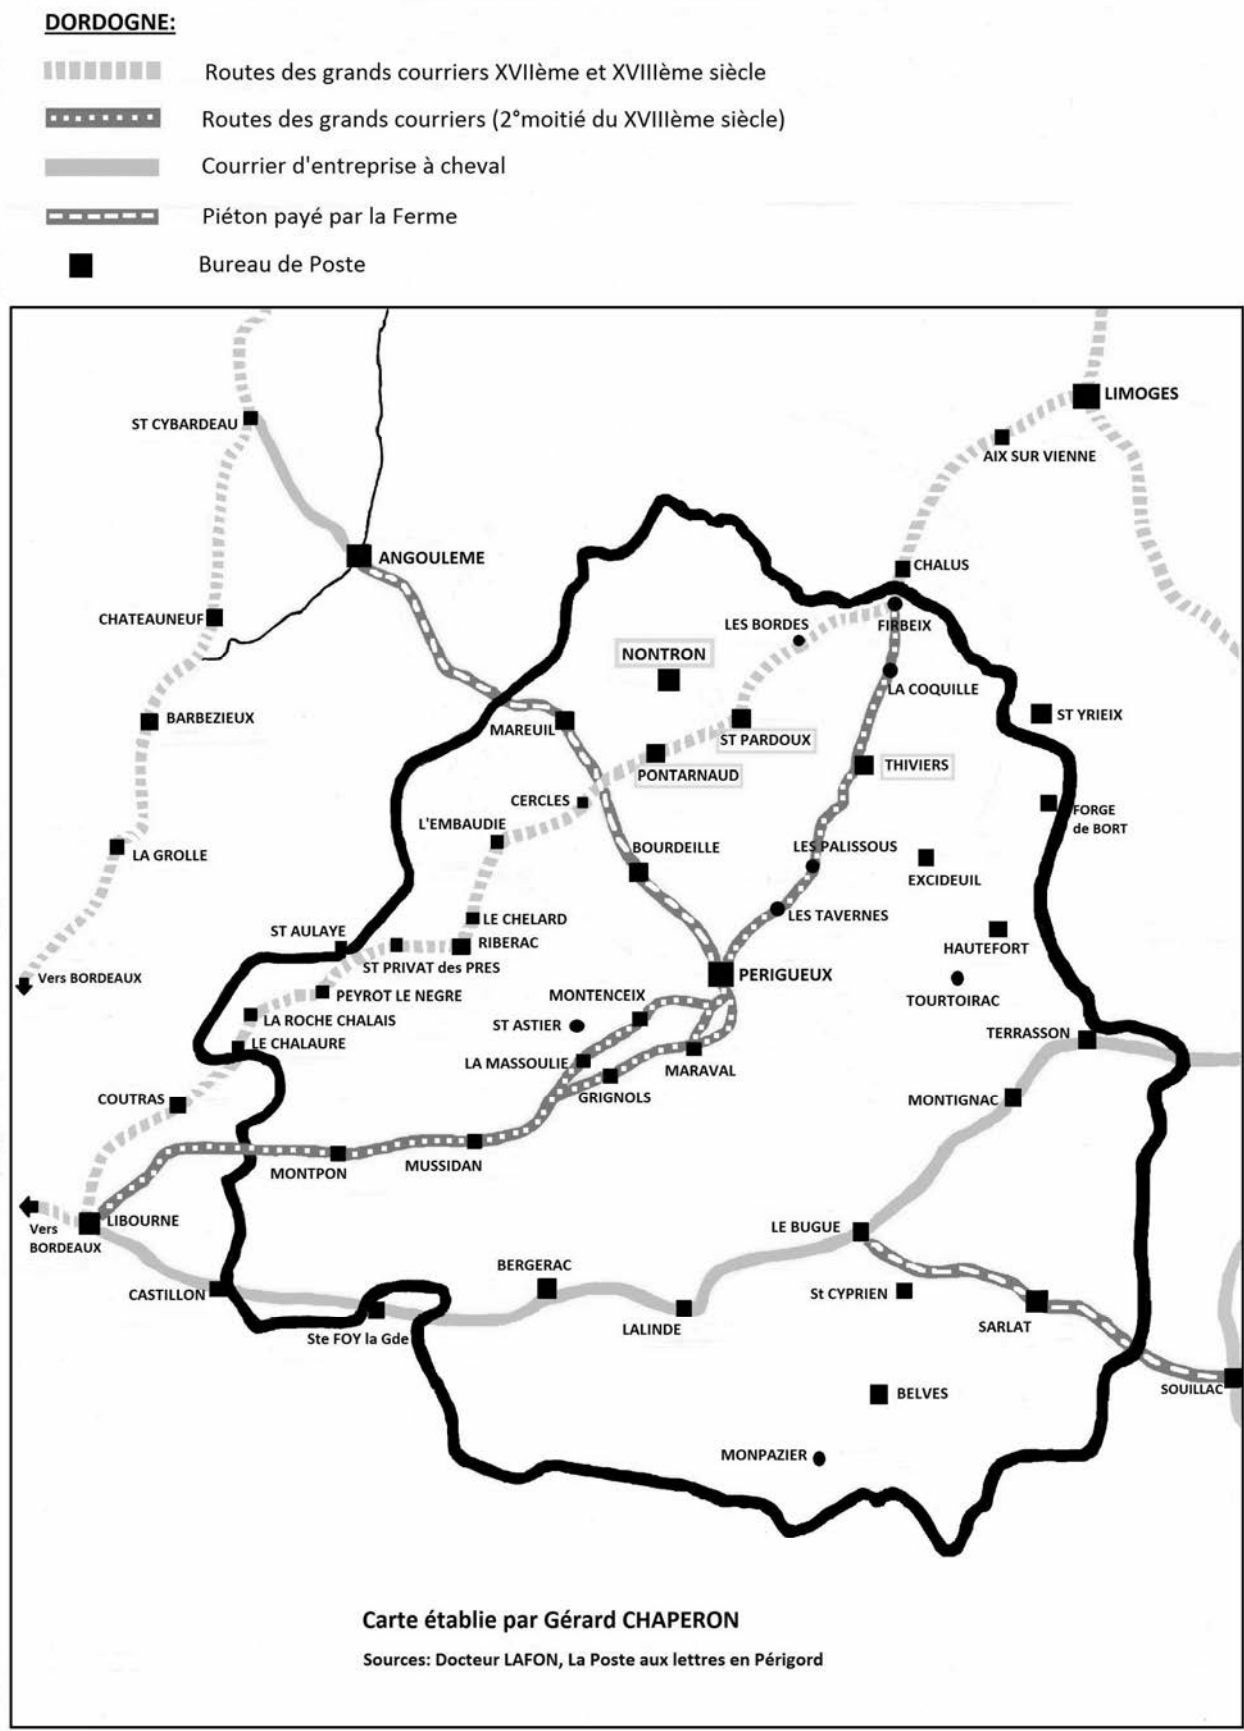 DORDOGNE:
Routes des grands courriers XVIIème et XVIIIème siècle
Routes des grands courriers (2°moitié du XVIIIème siècle)
Courrier d'entreprise à cheval
Piéton payé par la Ferme
Bureau de Poste
LIMOGES
ST CYBARDEAU
AIX SUR VIENNE
ANGOULEME
CHALUS
CHATEAUNEUF
LES BORDES
FIRBEIX
NONTRON
LA COQUILLE
BARBEZIEUX
ST YRIEIX
MAREUIL
ST PARDOUX
THIVIERS
PONTARNAUD
CERCLES
FORGE
de BORT
L'EMBAUDIE
LA GROLLE
BOURDEILLE
LES PALISSOUS
EXCIDEUIL
LE CHELARD
LES TAVERNES
ST AULAYE
RIBERAC
HAUTEFORT
ST PRIVAT des PRES
Vers BORDEAUX
PERIGUEUX
PEYROT LE NEGRE
MONTENCEIX
TOURTOIRAC
LA ROCHE CHALAIS
ST ASTIER
TERRASSON
LE CHALAURE
LA MASSOULIE
MARAVAL
COUTRAS
GRIGNOLS
MONTIGNAC
MUSSIDAN
MONTPON
LIBOURNE
Vers
BORDEAUX
LE BUGUE
BERGERAC
CASTILLON
St CYPRIEN
LALINDE
SARLAT
Ste FOY la Gde
SOUILLAC
BELVES
MONPAZIER
Carte établie par Gérard CHAPERON
Sources: Docteur LAFON, La Poste aux lettres en Périgord